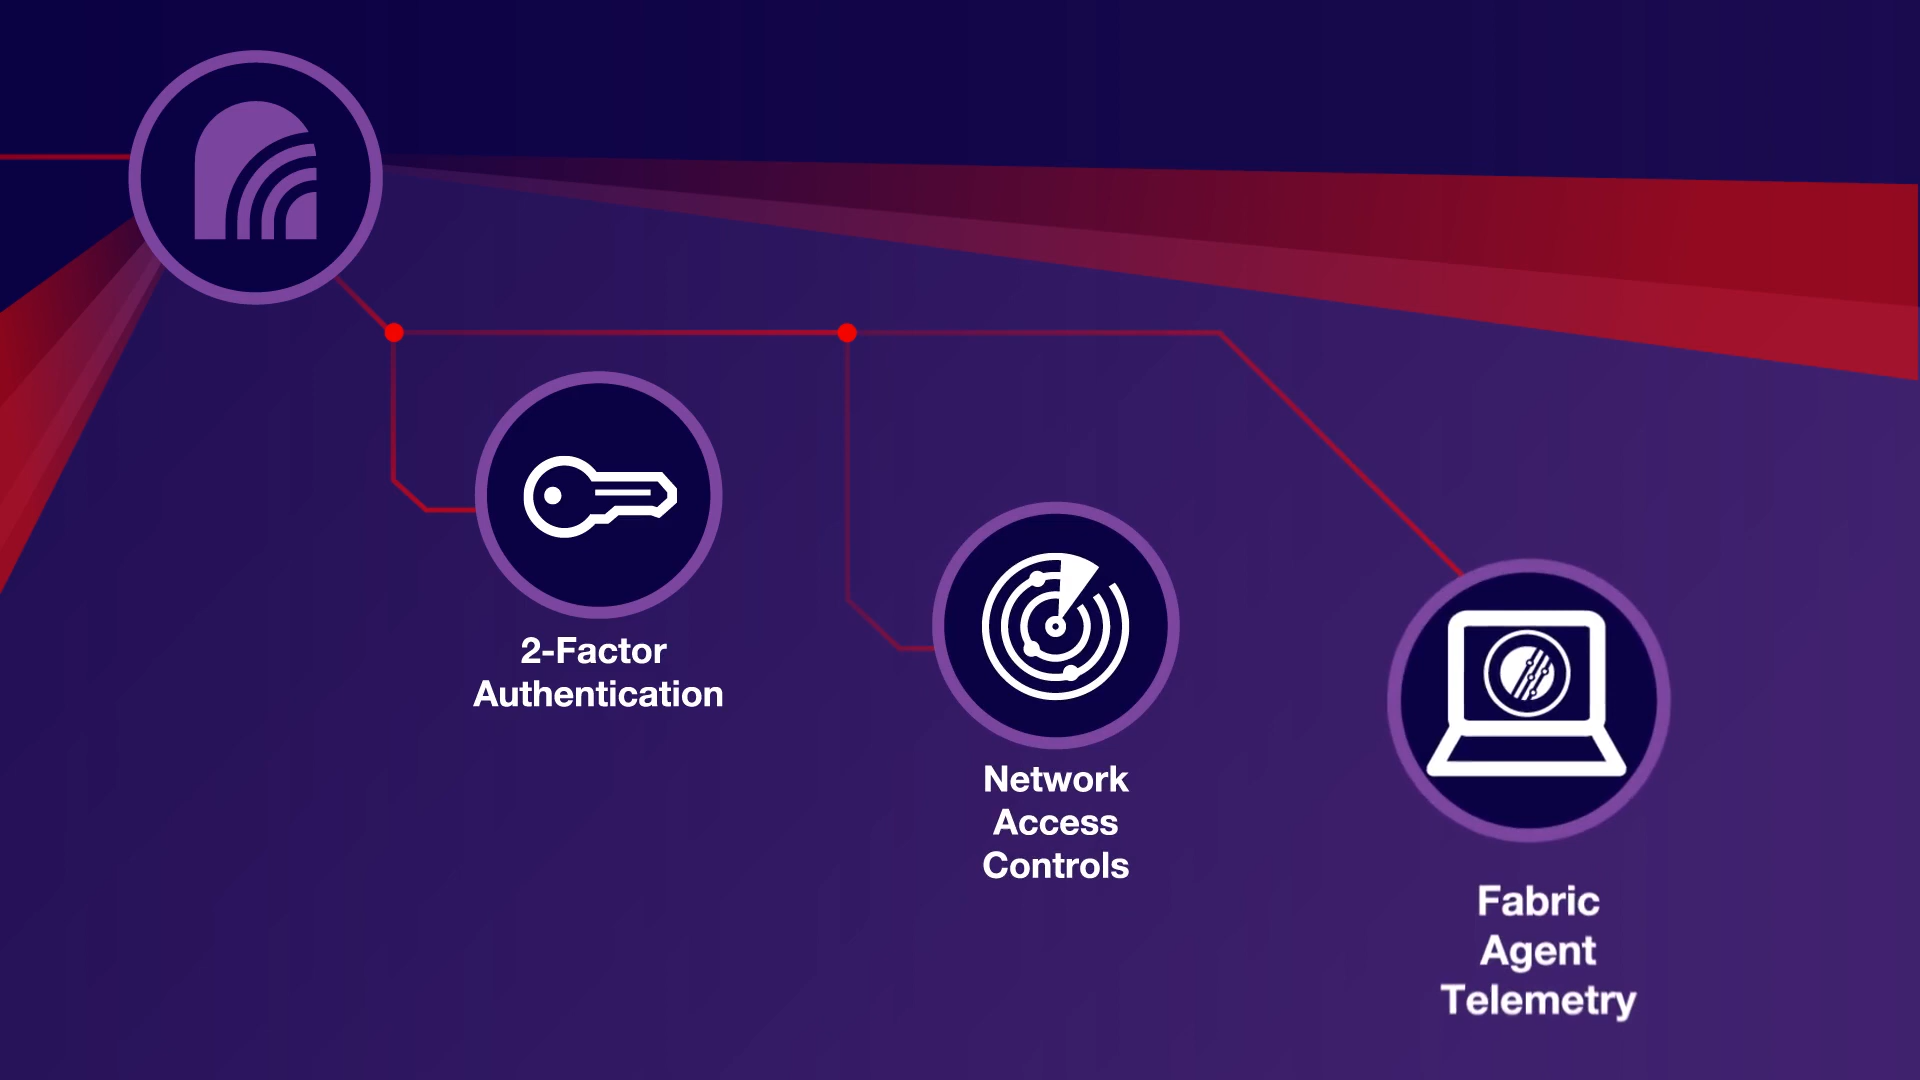 2-Factor
Authentication
Network
Access
Controls
Fabric
Agent
Telemetry